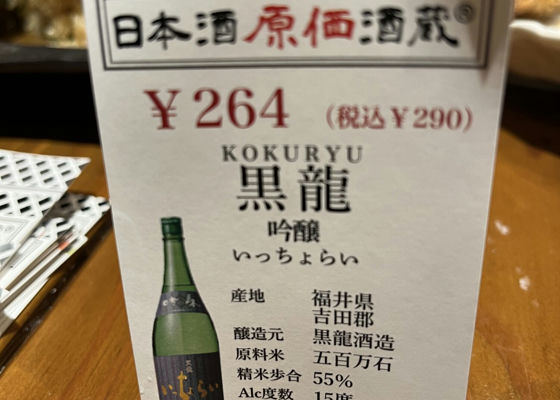 日本酒原価酒蔵®
￥264 (税込￥290)
KOKURYU
黒龍
吟醸
いっちょらい
産地 福井県
吉田郡
醸造元 黒龍酒造
原料米 五百万石
精米歩合 55%
Alc度数 15度